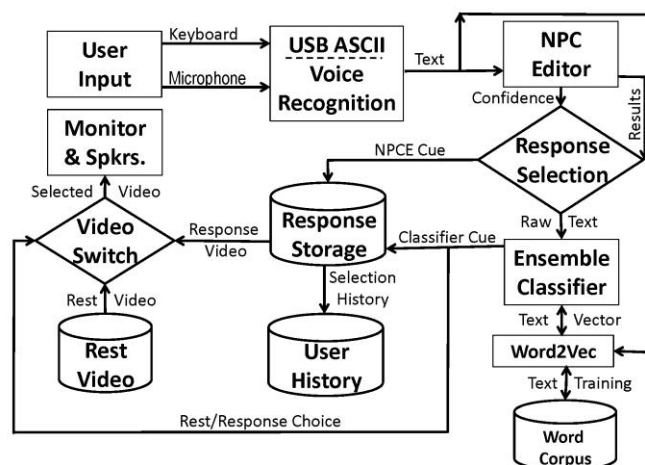 User
Input
Keyboard
Microphone
USB ASCII
Voice
Recognition
Text
NPC
Editor
Confidence
Results
Monitor
& Spkrs.
Selected Video
NPCE Cue
Response
Selection
Video
Switch
Response
Video
Response
Storage
Classifier Cue
Raw Text
Ensemble
Classifier
Rest Video
Selection
History
Text Vector
Rest
Video
User
History
Word2Vec
Rest/Response Choice
Text Training
Word
Corpus